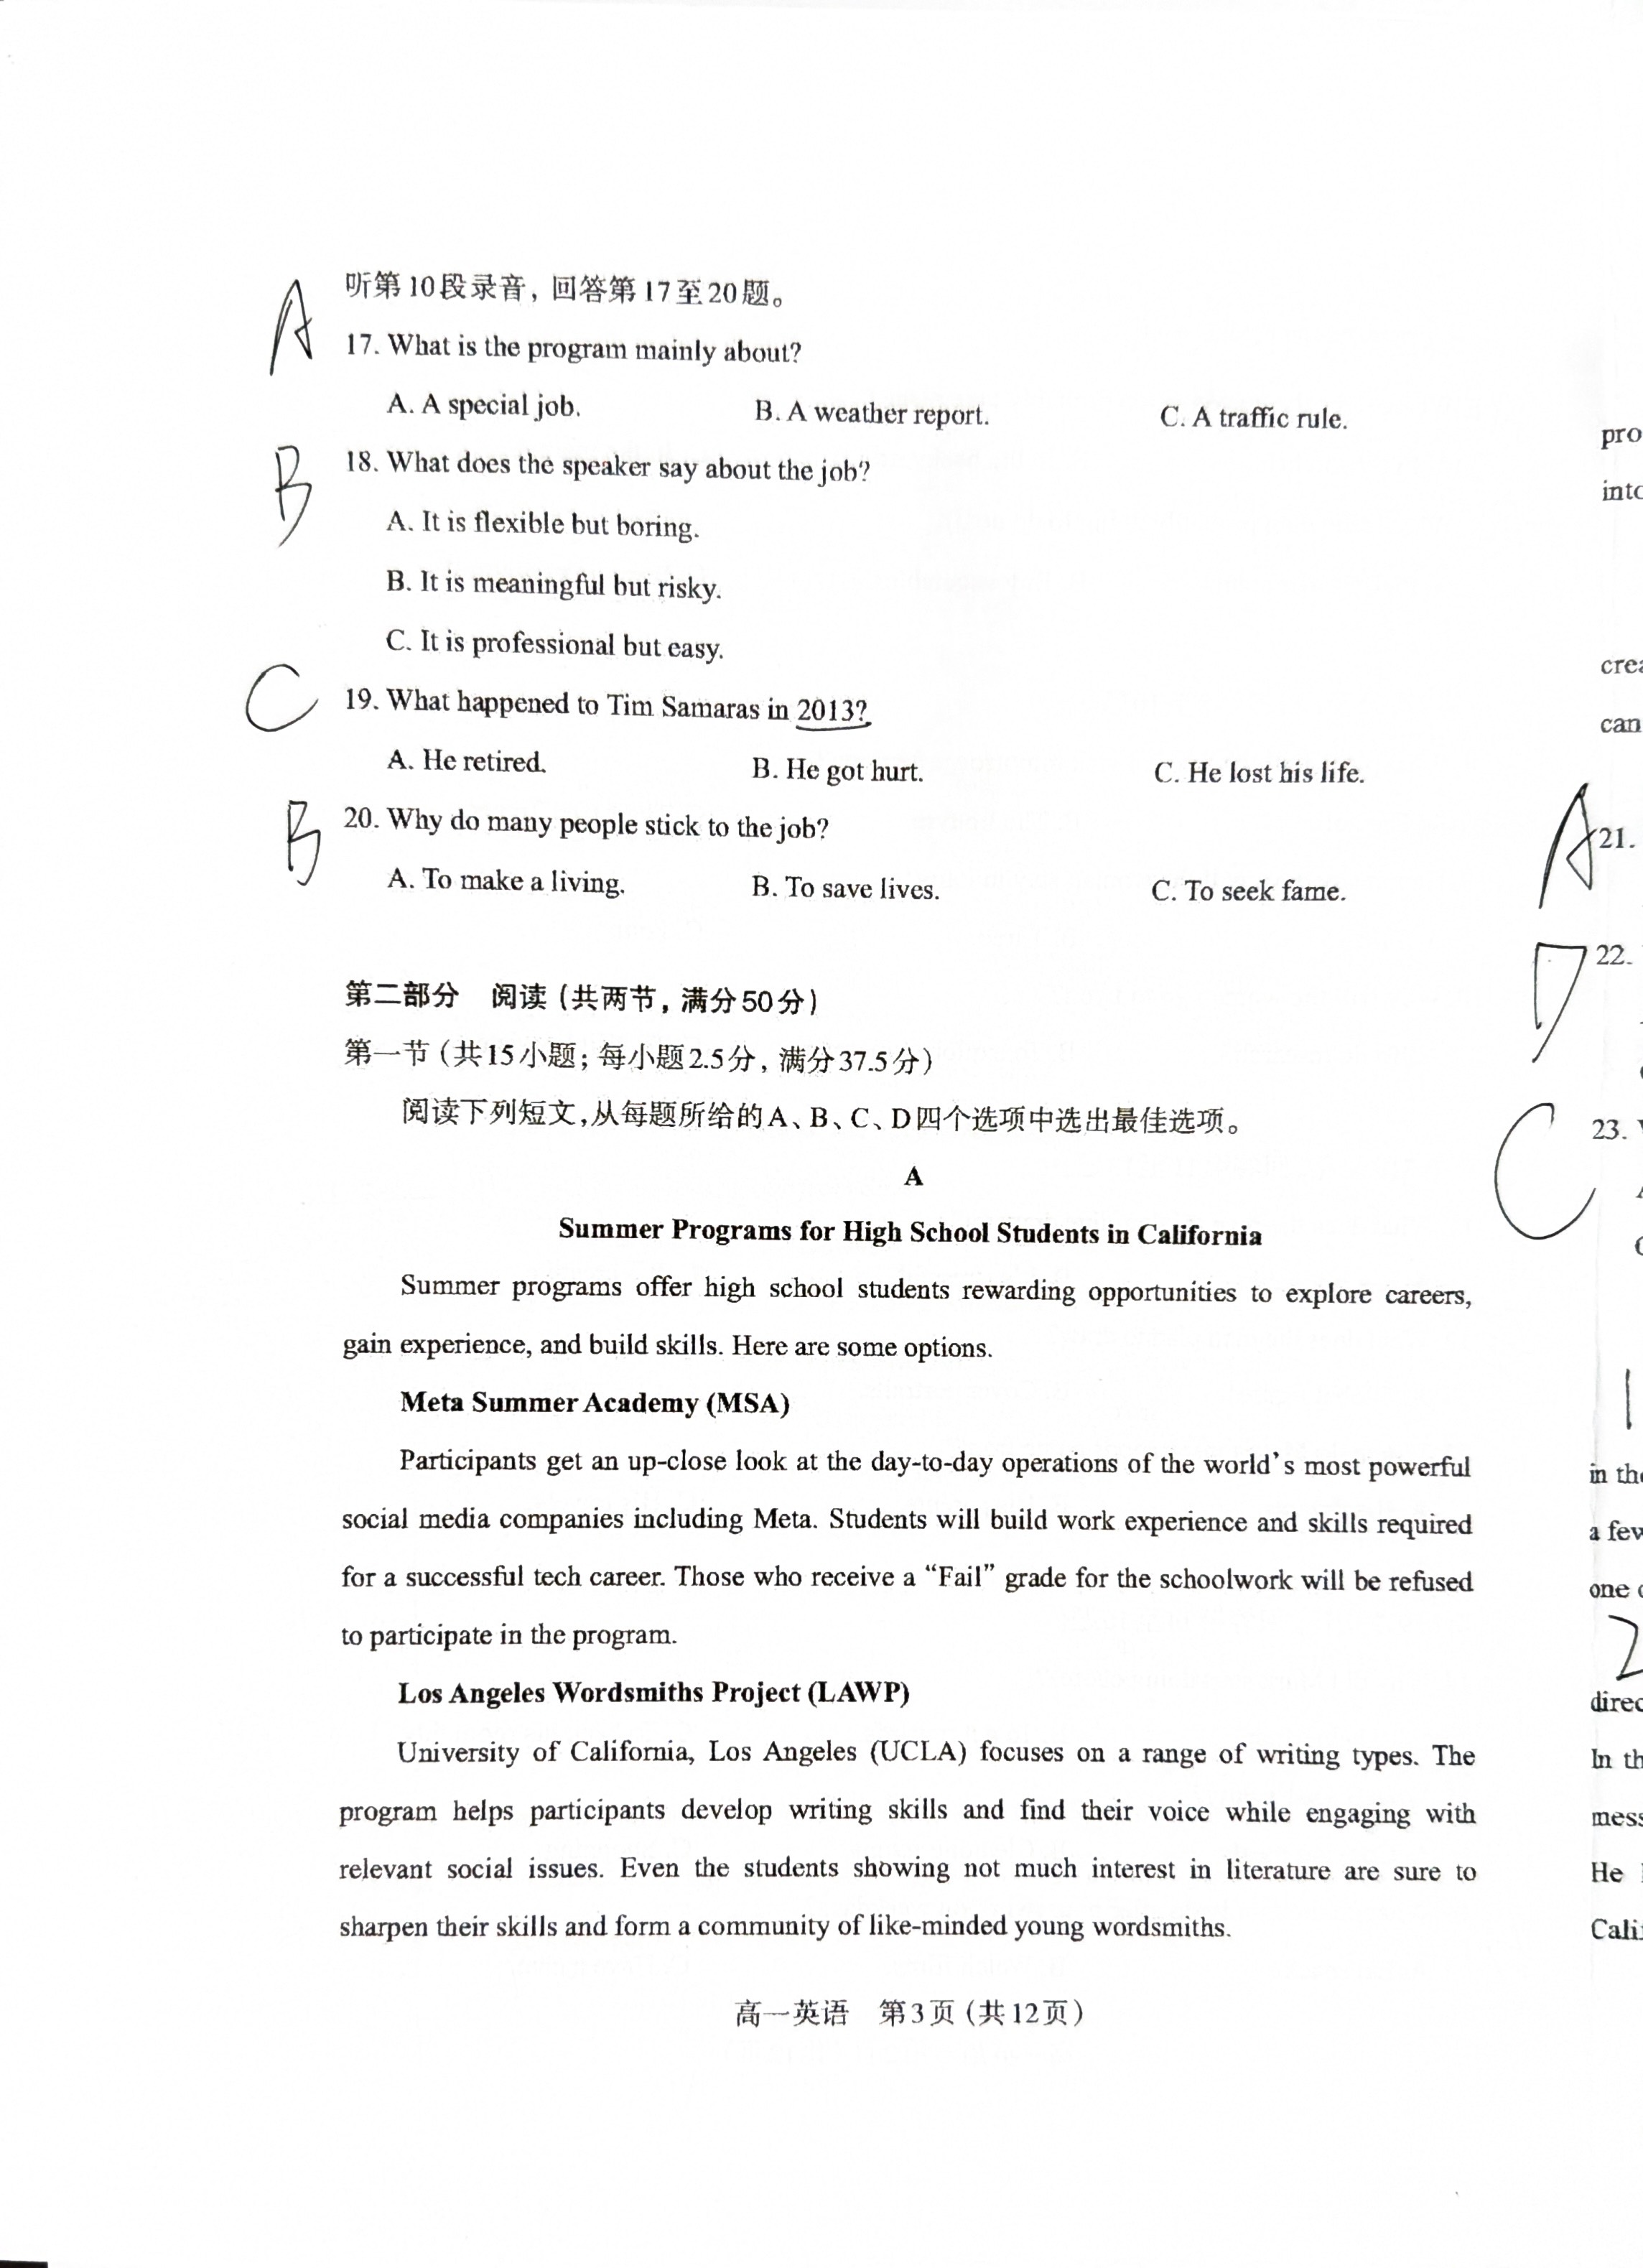 听第10段录音，回答第17至20题。
A
17. What is the program mainly about?
A. A special job. B. A weather report. C. A traffic rule.
B
18. What does the speaker say about the job?
A. It is flexible but boring.
B. It is meaningful but risky.
C. It is professional but easy.
C
19. What happened to Tim Samaras in 2013?
A. He retired. B. He got hurt. C. He lost his life.
B
20. Why do many people stick to the job?
A. To make a living. B. To save lives. C. To seek fame.
第二部分 阅读（共两节，满分50分）
第一节（共15小题；每小题2.5分，满分37.5分）
阅读下列短文，从每题所给的A、B、C、D四个选项中选出最佳选项。
A
Summer Programs for High School Students in California
Summer programs offer high school students rewarding opportunities to explore careers,
gain experience, and build skills. Here are some options.
Meta Summer Academy (MSA)
Participants get an up-close look at the day-to-day operations of the world's most powerful
social media companies including Meta. Students will build work experience and skills required
for a successful tech career. Those who receive a “Fail” grade for the schoolwork will be refused
to participate in the program.
Los Angeles Wordsmiths Project (LAWP)
University of California, Los Angeles (UCLA) focuses on a range of writing types. The
program helps participants develop writing skills and find their voice while engaging with
relevant social issues. Even the students showing not much interest in literature are sure to
sharpen their skills and form a community of like-minded young wordsmiths.
高一英语 第3页（共12页）
pro
can
A
21.
D
22.
C
23.
1
in
a
one
2
In
He